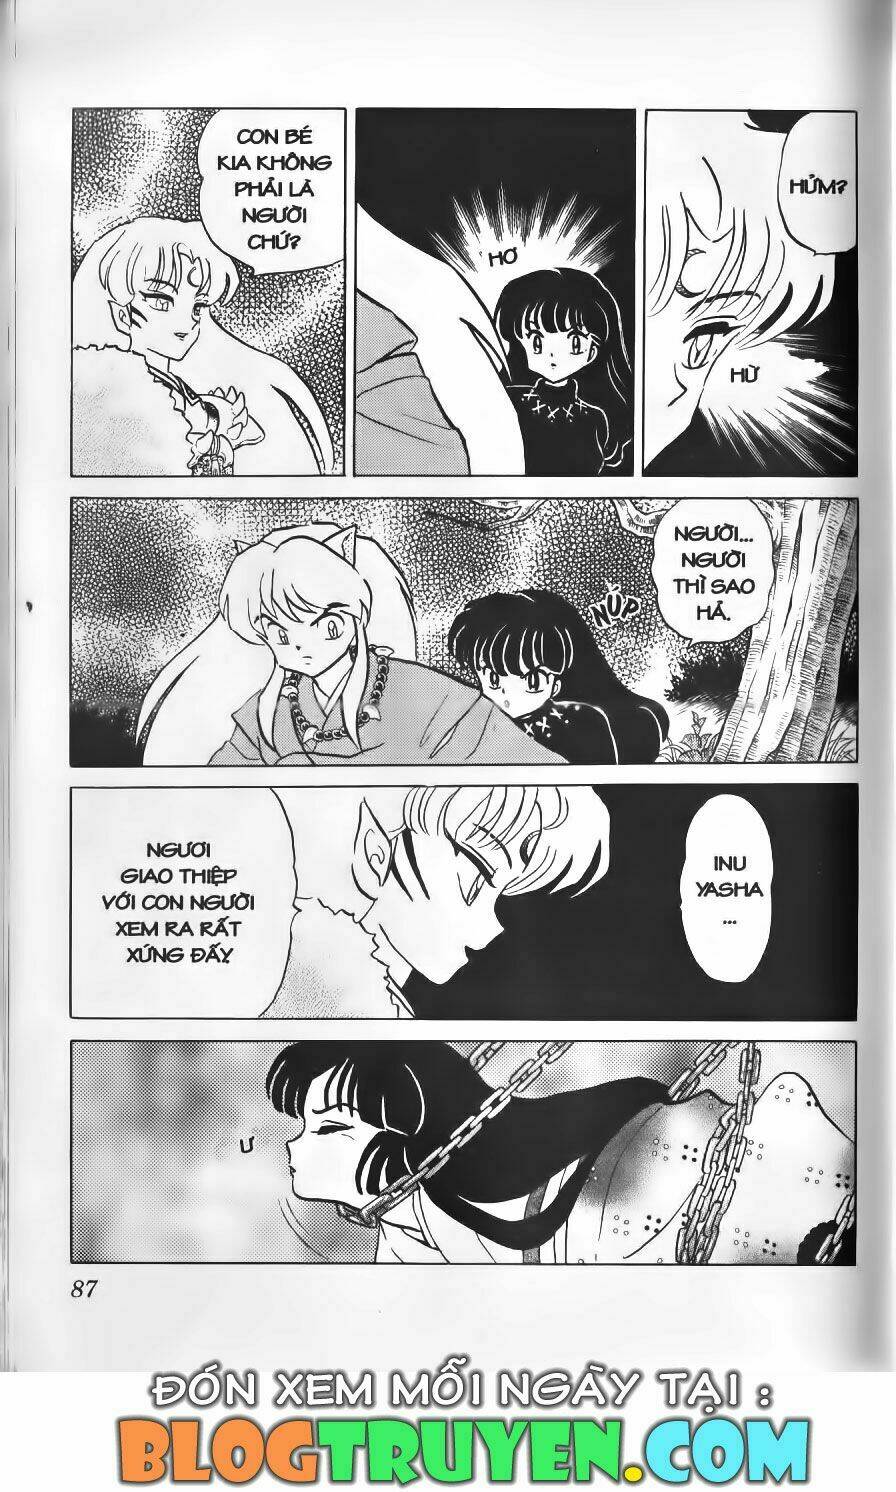 HỬM?
HỪ
HƠ
CON BÉ
KIA KHÔNG
PHẢI LÀ
NGƯỜI
CHỨ?
NGƯỜI...
NGƯỜI
THÌ SAO
HẢ.
NÚP
INU
YASHA
...
NGƯƠI
GIAO THIỆP
VỚI CON NGƯỜI
XEM RA RẤT
XỨNG ĐẤY.
Ư
87
ĐÓN XEM MỖI NGÀY TẠI :
BLOGTRUYEN.COM